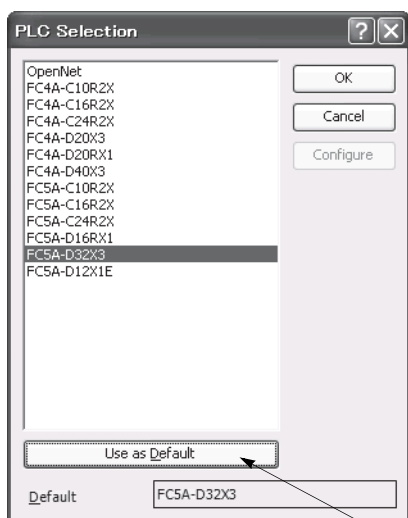 PLC Selection
OpenNet
FC4A-C10R2X
FC4A-C16R2X
FC4A-C24R2X
FC4A-D20X3
FC4A-D20RX1
FC4A-D40X3
FC5A-C10R2X
FC5A-C16R2X
FC5A-C24R2X
FC5A-D16RX1
FC5A-D32X3
FC5A-D12X1E
OK
Cancel
Configure
Use as Default
Default FC5A-D32X3